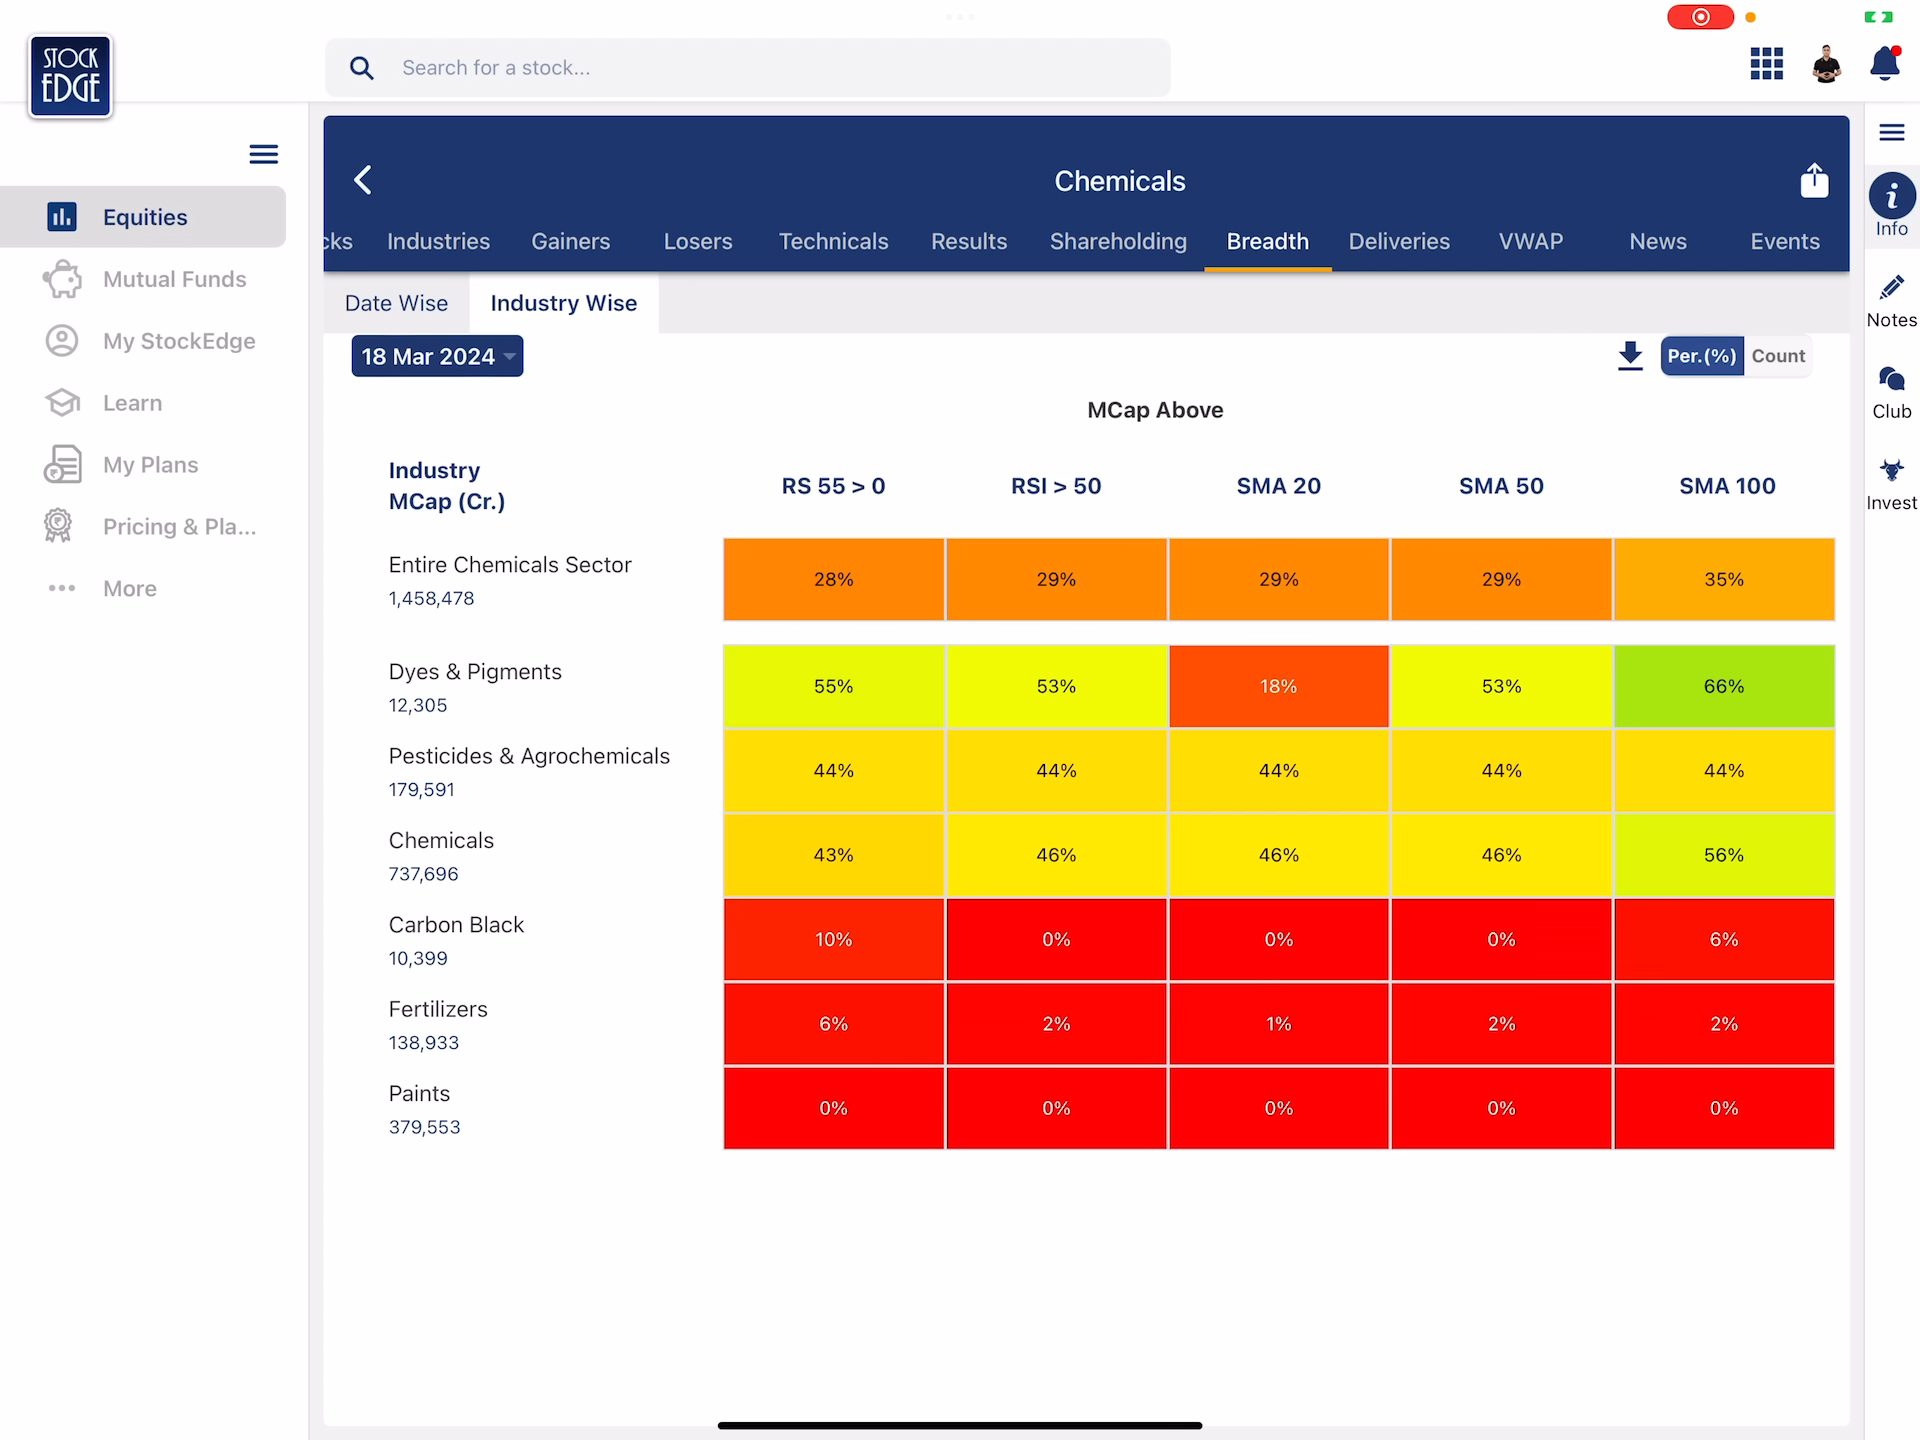 STOCK
EDGE
Search for a stock...
Chemicals
cks Industries Gainers Losers Technicals Results Shareholding Breadth Deliveries VWAP News Events
Date Wise Industry Wise
18 Mar 2024
Per.(%) Count
MCap Above
Industry
MCap (Cr.)
RS 55 > 0 RSI > 50 SMA 20 SMA 50 SMA 100
Entire Chemicals Sector
1,458,478
28% 29% 29% 29% 35%
Dyes & Pigments
12,305
55% 53% 18% 53% 66%
Pesticides & Agrochemicals
179,591
44% 44% 44% 44% 44%
Chemicals
737,696
43% 46% 46% 46% 56%
Carbon Black
10,399
10% 0% 0% 0% 6%
Fertilizers
138,933
6% 2% 1% 2% 2%
Paints
379,553
0% 0% 0% 0% 0%
Equities
Mutual Funds
My StockEdge
Learn
My Plans
Pricing & Pla...
More
Info
Notes
Club
Invest